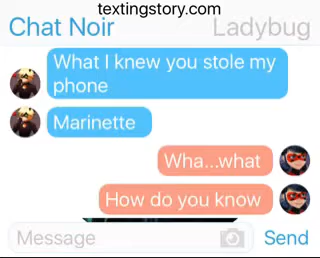 textingstory.com
Chat Noir Ladybug
What I knew you stole my
phone
Marinette
Wha...what
How do you know
Message Send